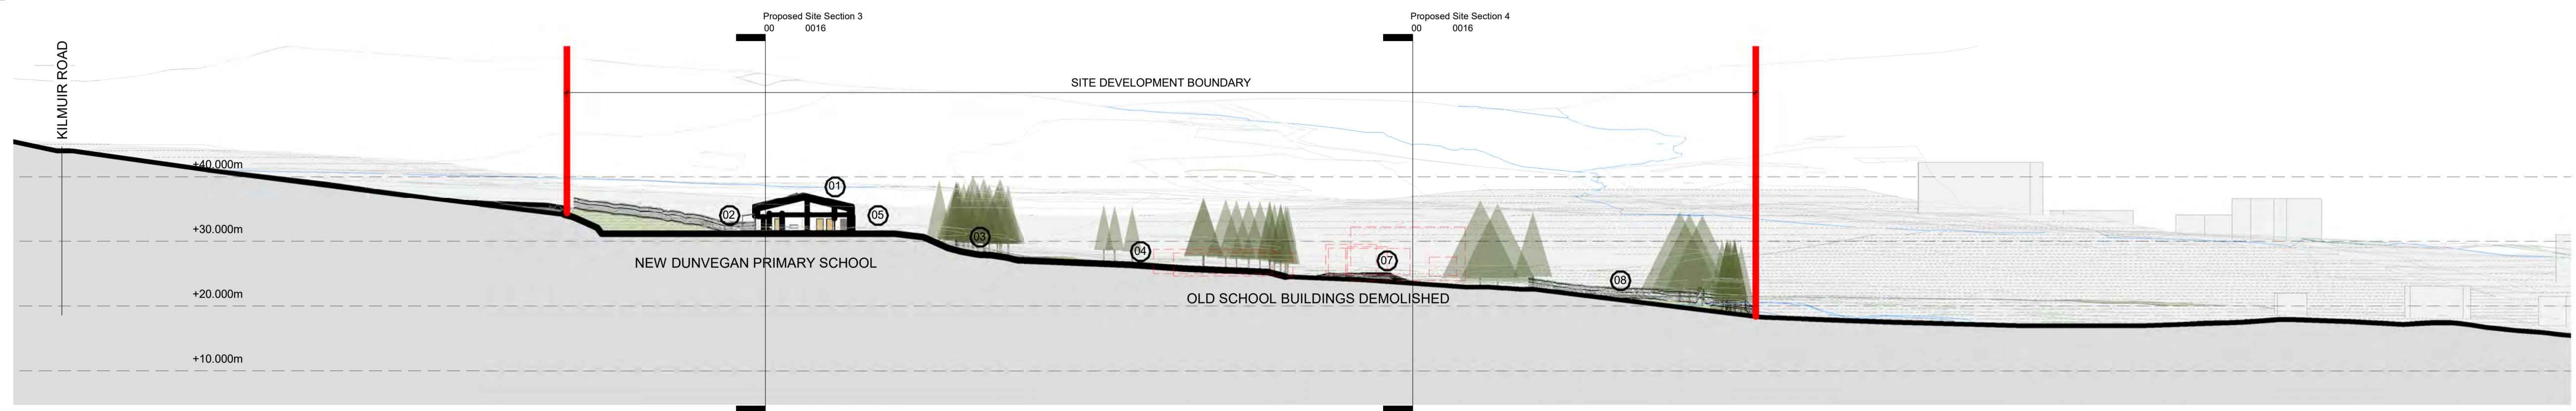 Proposed Site Section 3
00 0016
Proposed Site Section 4
00 0016
KILMUIR ROAD
SITE DEVELOPMENT BOUNDARY
+40.000m
01
02
05
+30.000m
03
04
07
NEW DUNVEGAN PRIMARY SCHOOL
08
+20.000m
OLD SCHOOL BUILDINGS DEMOLISHED
+10.000m